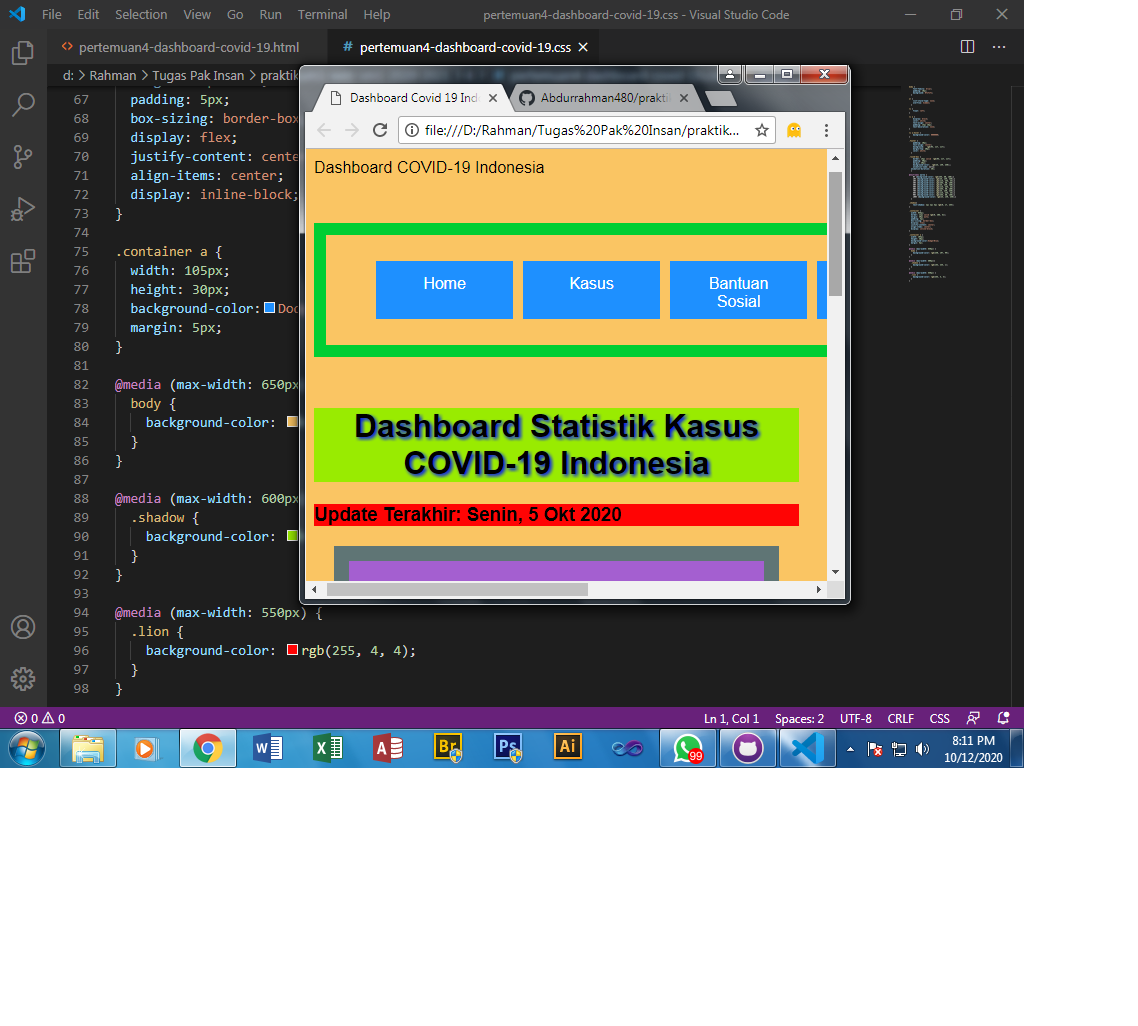 File Edit Selection View Go Run Terminal Help pertemuan4-dashboard-covid-19.css - Visual Studio Code
pertemuan4-dashboard-covid-19.html # pertemuan4-dashboard-covid-19.css
d: > Rahman > Tugas Pak Insan >
67 padding: 5px;
68 box-sizing: border-box
69 display: flex;
70 justify-content: cente
71 align-items: center;
72 display: inline-block;
73 }
74
75 .container a {
76 width: 105px;
77 height: 30px;
78 background-color:
79 margin: 5px;
80 }
81
82 @media (max-width: 650px
83 body {
84 background-color:
85 }
86 }
87
88 @media (max-width: 600px
89 .shadow {
90 background-color:
91 }
92 }
93
94 @media (max-width: 550px) {
95 .lion {
96 background-color: rgb(255, 4, 4);
97 }
98 }
Dashboard Covid 19 Ind Abdurrahman480/prakti
file:///D:/Rahman/Tugas%20Pak%20Insan/praktik...
Dashboard COVID-19 Indonesia
Home Kasus Bantuan
Sosial
Dashboard Statistik Kasus
COVID-19 Indonesia
Update Terakhir: Senin, 5 Okt 2020
0 0 Ln 1, Col 1 Spaces: 2 UTF-8 CRLF CSS
W X A Br Ps Ai 99
8:11 PM
10/12/2020